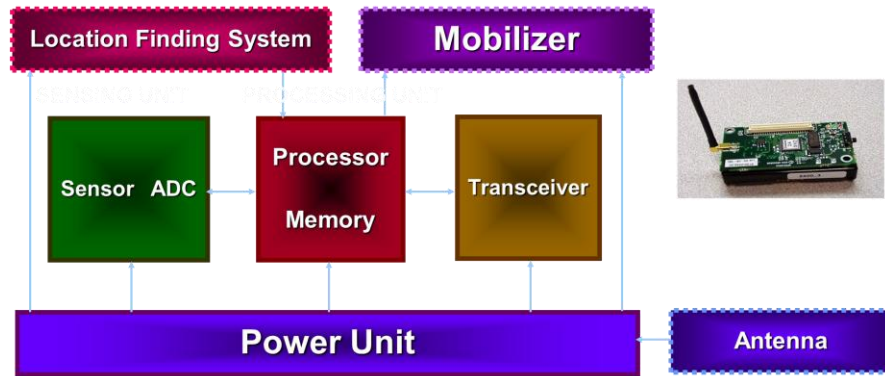 Location Finding System
Mobilizer
SENSING UNIT
PROCESSING UNIT
Sensor ADC
Processor
Memory
Transceiver
Power Unit
Antenna